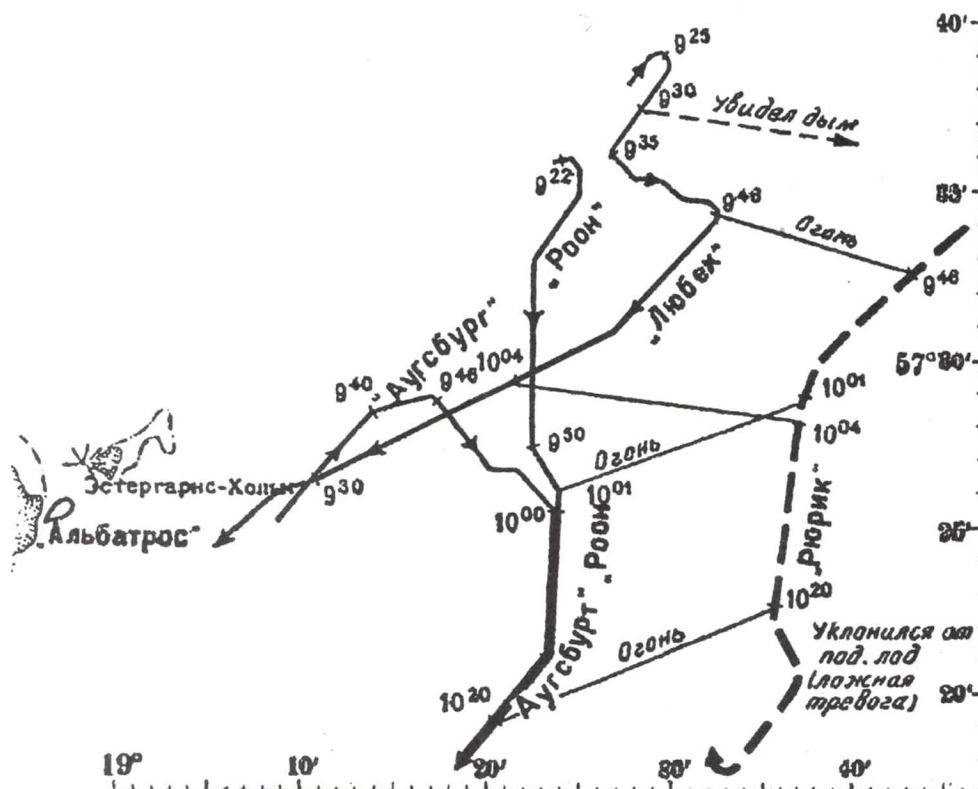 40'
9²⁵
9³⁰
Увидел дым
9³⁵
9²²
35'
9⁴⁶
Огонь
„Роон"
9⁴⁶
„Любек"
„Аугсбург"
10⁰⁴
57° 30'
9⁴⁰
9⁴⁶
10⁰¹
10⁰⁴
9⁵⁰
Огонь
Эстергарнс-Хольм
9³⁰
10⁰¹
10⁰⁰
„Альбатрос"
25'
„Роон"
„Рюрик"
10²⁰
Огонь
Уклонился от
под. лод
(ложная
тревога)
20'
10²⁰
„Аугсбург"
19°
10'
20'
30'
40'